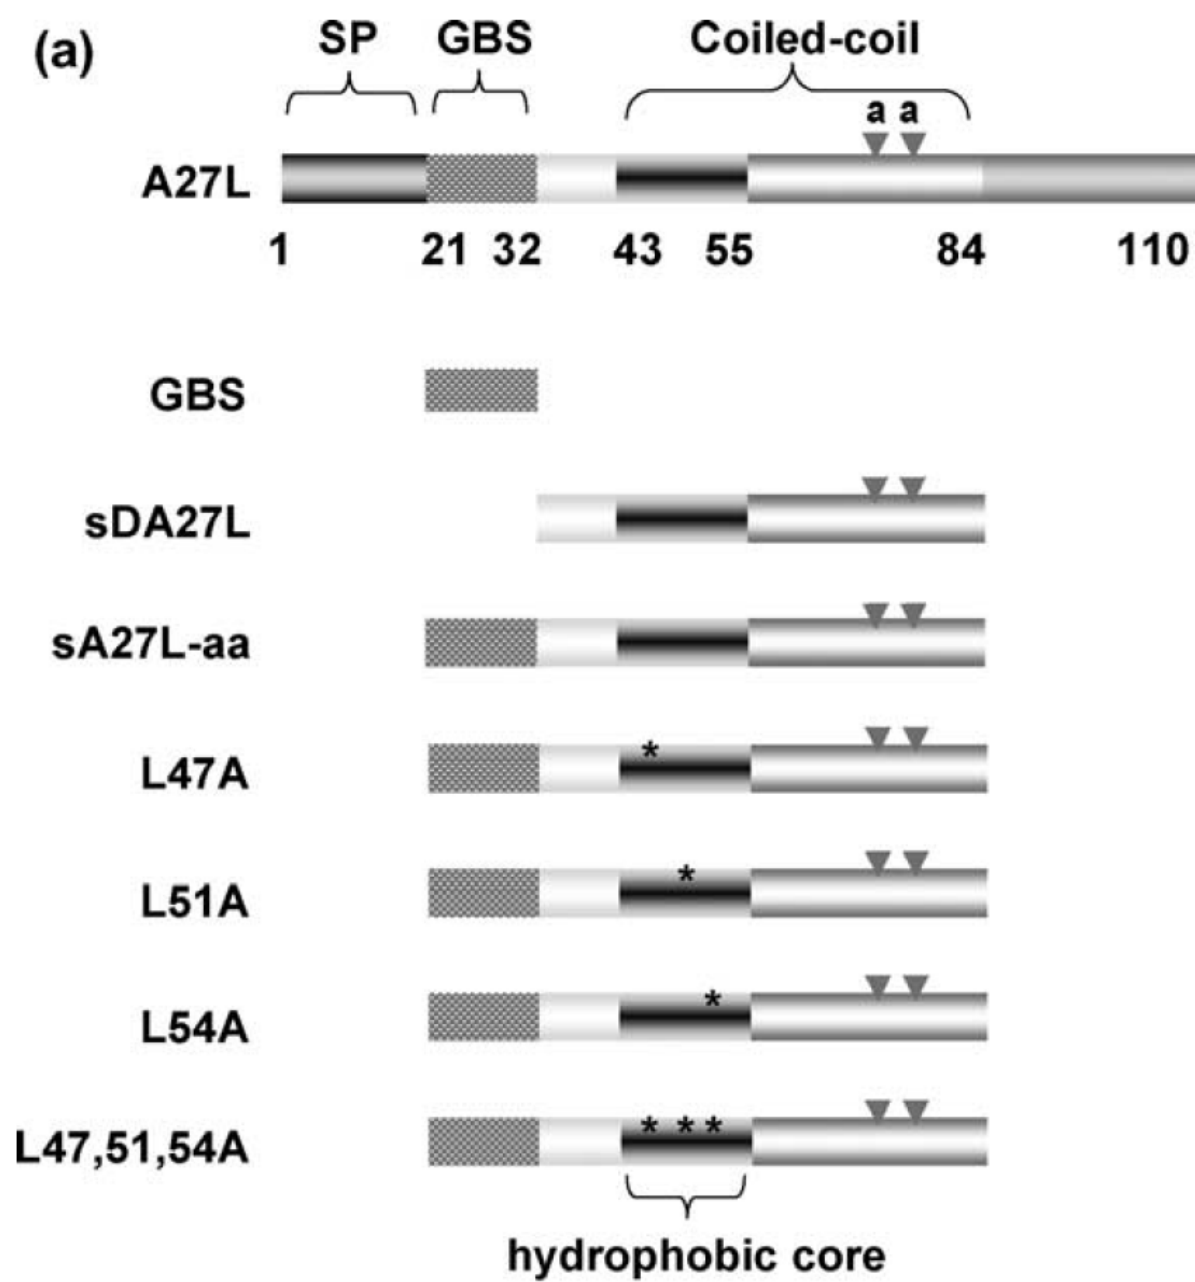 (a) SP GBS Coiled-coil
a a
A27L
1 21 32 43 55 84 110
GBS
sDA27L
sA27L-aa
L47A *
L51A *
L54A *
L47,51,54A * * *
hydrophobic core